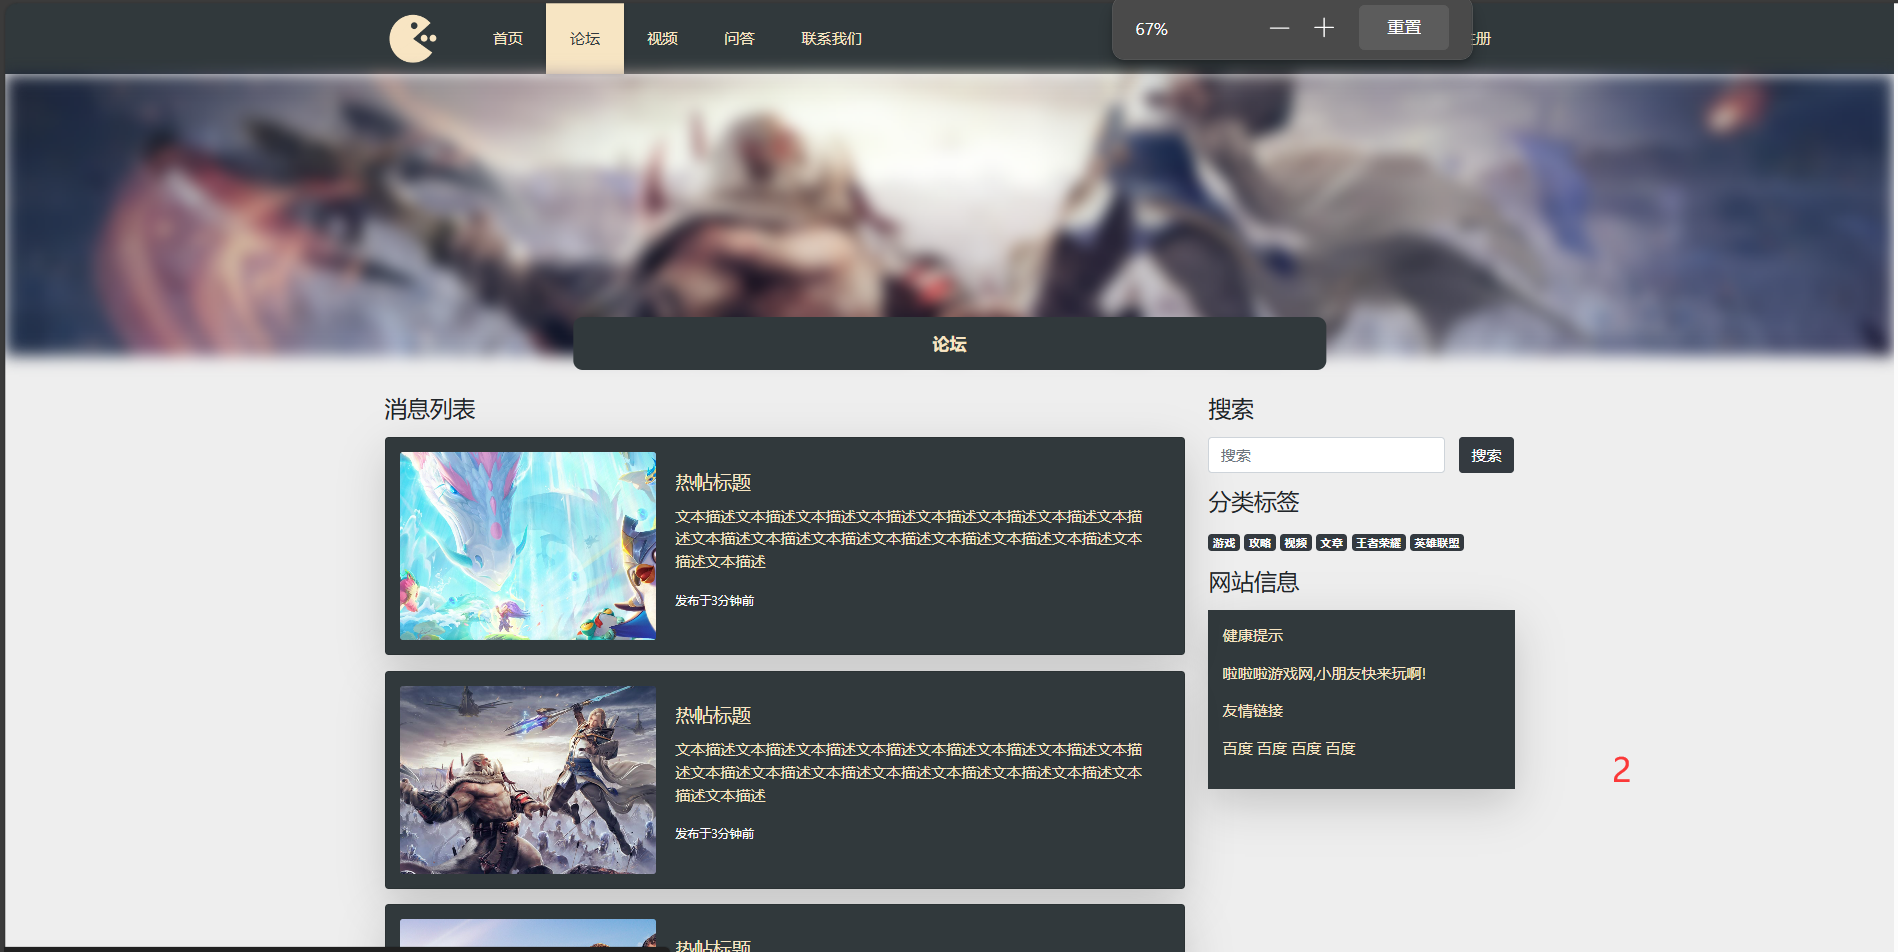 首页 论坛 视频 问答 联系我们
67%
重置
册
论坛
消息列表
热帖标题
文本描述文本描述文本描述文本描述文本描述文本描述文本描述文本描
述文本描述文本描述文本描述文本描述文本描述文本描述文本描述文本
描述文本描述
发布于3分钟前
热帖标题
文本描述文本描述文本描述文本描述文本描述文本描述文本描述文本描
述文本描述文本描述文本描述文本描述文本描述文本描述文本描述文本
描述文本描述
发布于3分钟前
热帖标题
搜索
搜索 搜索
分类标签
游戏 攻略 视频 文章 王者荣耀 英雄联盟
网站信息
健康提示
啦啦啦游戏网,小朋友快来玩啊!
友情链接
百度 百度 百度 百度
2